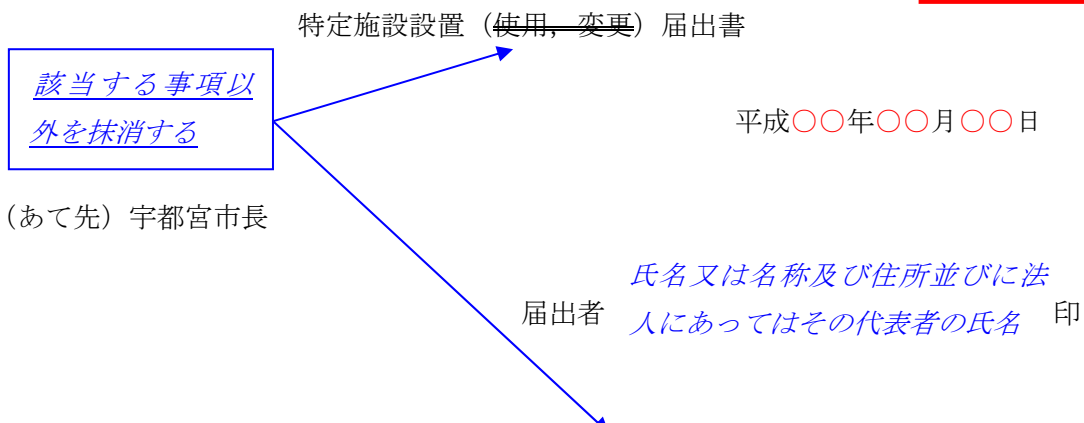 特定施設設置（使用，変更）届出書
該当する事項以
外を抹消する
平成○○年○○月○○日
（あて先）宇都宮市長
氏名又は名称及び住所並びに法
届出者 人にあってはその代表者の氏名 印